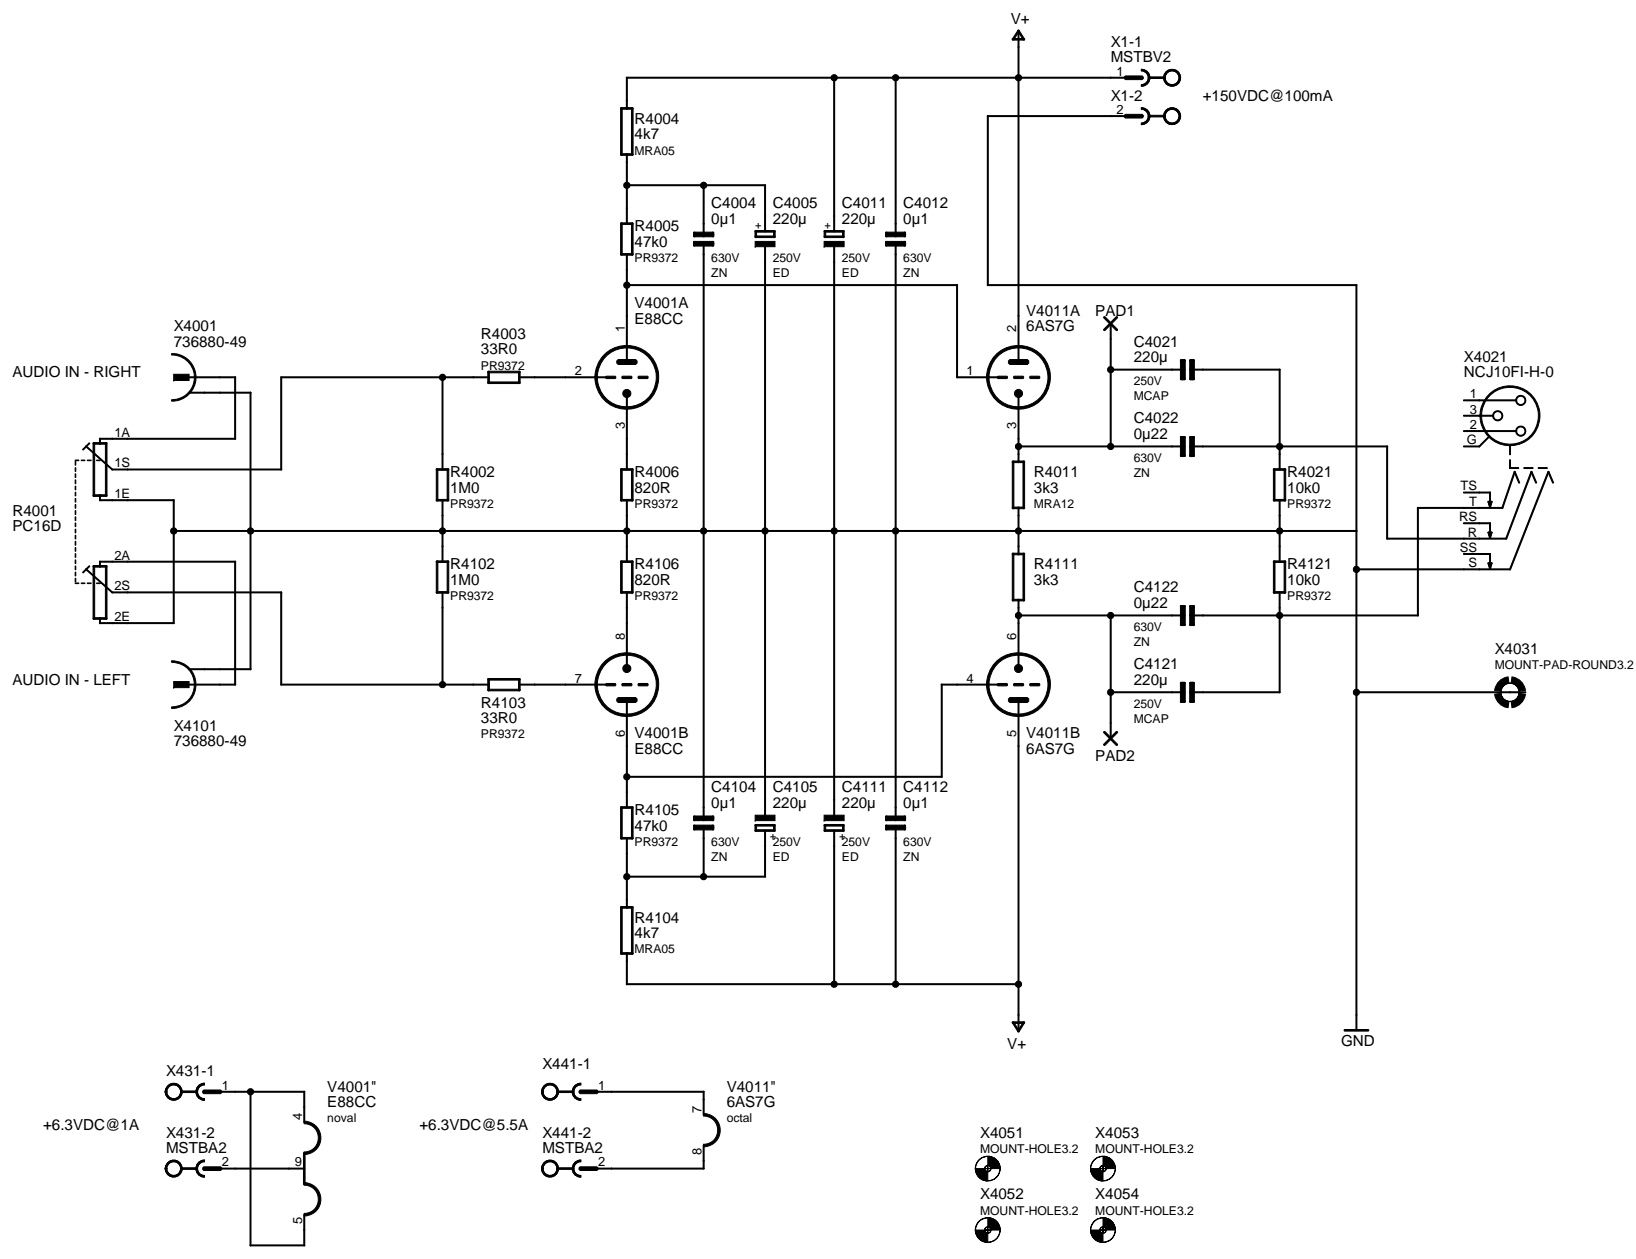 V+
X1-1
MSTBV2
1
X1-2
2
+150VDC@100mA
R4004
4k7
MRA05
R4005
47k0
PR9372
C4004
0µ1
630V
ZN
C4005
220µ
+
250V
ED
C4011
220µ
+
250V
ED
C4012
0µ1
630V
ZN
V4001A
E88CC
1
2
3
V4011A
6AS7G
2
1
3
PAD1
C4021
220µ
250V
MCAP
C4022
0µ22
630V
ZN
X4021
NCJ10FI-H-0
1
3
2
G
TS
T
RS
R
SS
S
X4001
736880-49
AUDIO IN - RIGHT
R4003
33R0
PR9372
1A
1S
1E
R4001
PC16D
2A
2S
2E
R4002
1M0
PR9372
R4006
820R
PR9372
R4011
3k3
MRA12
R4021
10k0
PR9372
R4102
1M0
PR9372
R4106
820R
PR9372
R4111
3k3
R4121
10k0
PR9372
C4122
0µ22
630V
ZN
C4121
220µ
250V
MCAP
PAD2
X4031
MOUNT-PAD-ROUND3.2
AUDIO IN - LEFT
X4101
736880-49
R4103
33R0
PR9372
8
7
6
V4001B
E88CC
6
4
5
V4011B
6AS7G
C4104
0µ1
630V
ZN
C4105
220µ
+
250V
ED
C4111
220µ
+
250V
ED
C4112
0µ1
630V
ZN
R4105
47k0
PR9372
R4104
4k7
MRA05
V+
GND
X431-1
1
V4001"
E88CC
noval
4
+6.3VDC@1A
X431-2
MSTBA2
2
9
5
X441-1
1
V4011"
6AS7G
octal
7
+6.3VDC@5.5A
X441-2
MSTBA2
2
8
X4051
MOUNT-HOLE3.2
X4053
MOUNT-HOLE3.2
X4052
MOUNT-HOLE3.2
X4054
MOUNT-HOLE3.2